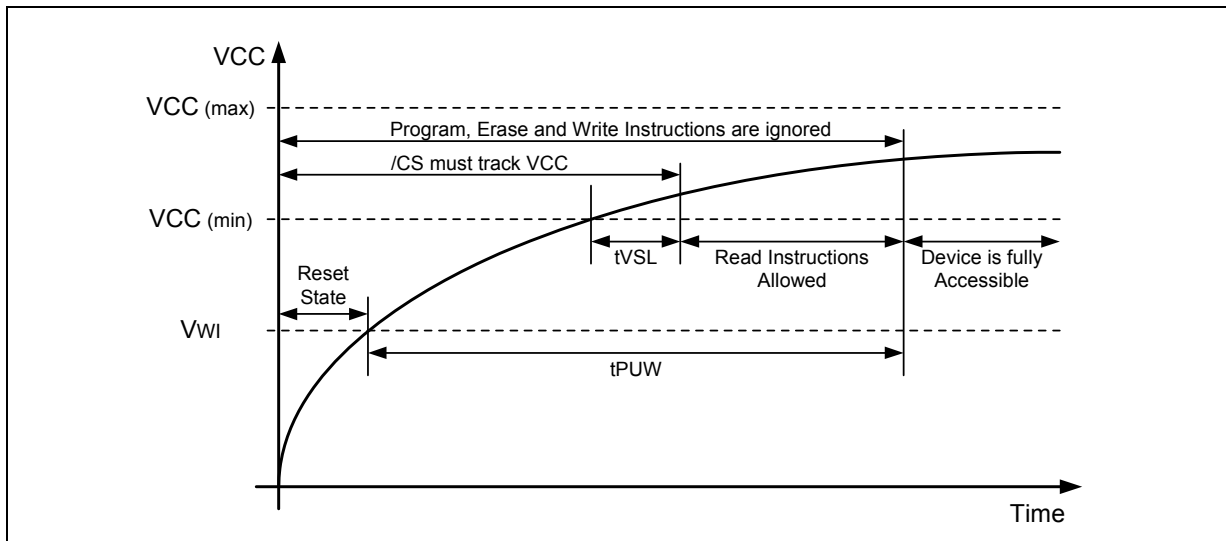 VCC
VCC (max)
Program, Erase and Write Instructions are ignored
/CS must track VCC
VCC (min)
tVSL
Read Instructions
Allowed
Device is fully
Accessible
Reset
State
VWI
tPUW
Time